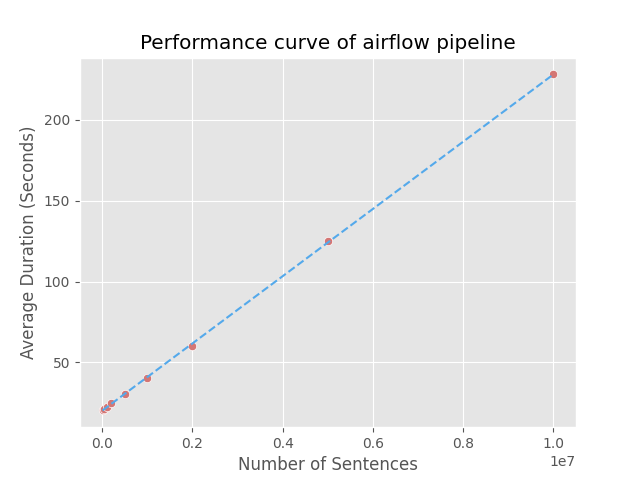 Performance curve of airflow pipeline
Average Duration (Seconds)
200
150
100
50
0.0 0.2 0.4 0.6 0.8 1.0
1e7
Number of Sentences